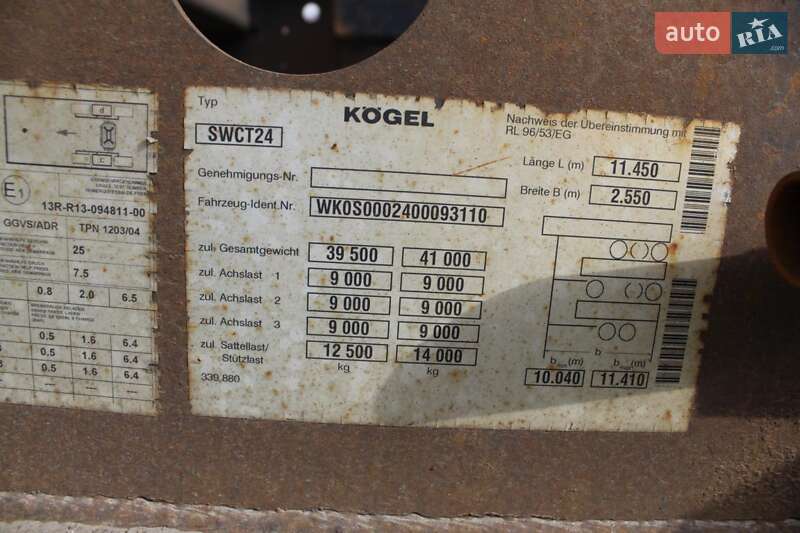 auto RIA.com
d
c
E1
13R-R13-094811-00
GGVS/ADR TPN 1203/04
25
7.5
0.8 2.0 6.5
0.5 1.6 6.4
0.5 1.6 6.4
0.5 1.6 6.4
Typ
KÖGEL
SWCT24
Nachweis der Übereinstimmung mit
RL 96/53/EG
Länge L (m) 11.450
Breite B (m) 2.550
Genehmigungs-Nr.
Fahrzeug-Ident.Nr. WK0S0002400093110
zul. Gesamtgewicht 39 500 41 000
zul. Achslast 1 9 000 9 000
zul. Achslast 2 9 000 9 000
zul. Achslast 3 9 000 9 000
zul. Sattellast/
Stützlast 12 500 14 000
kg kg
339.880
b b
(m) (m)
10.040 11.410